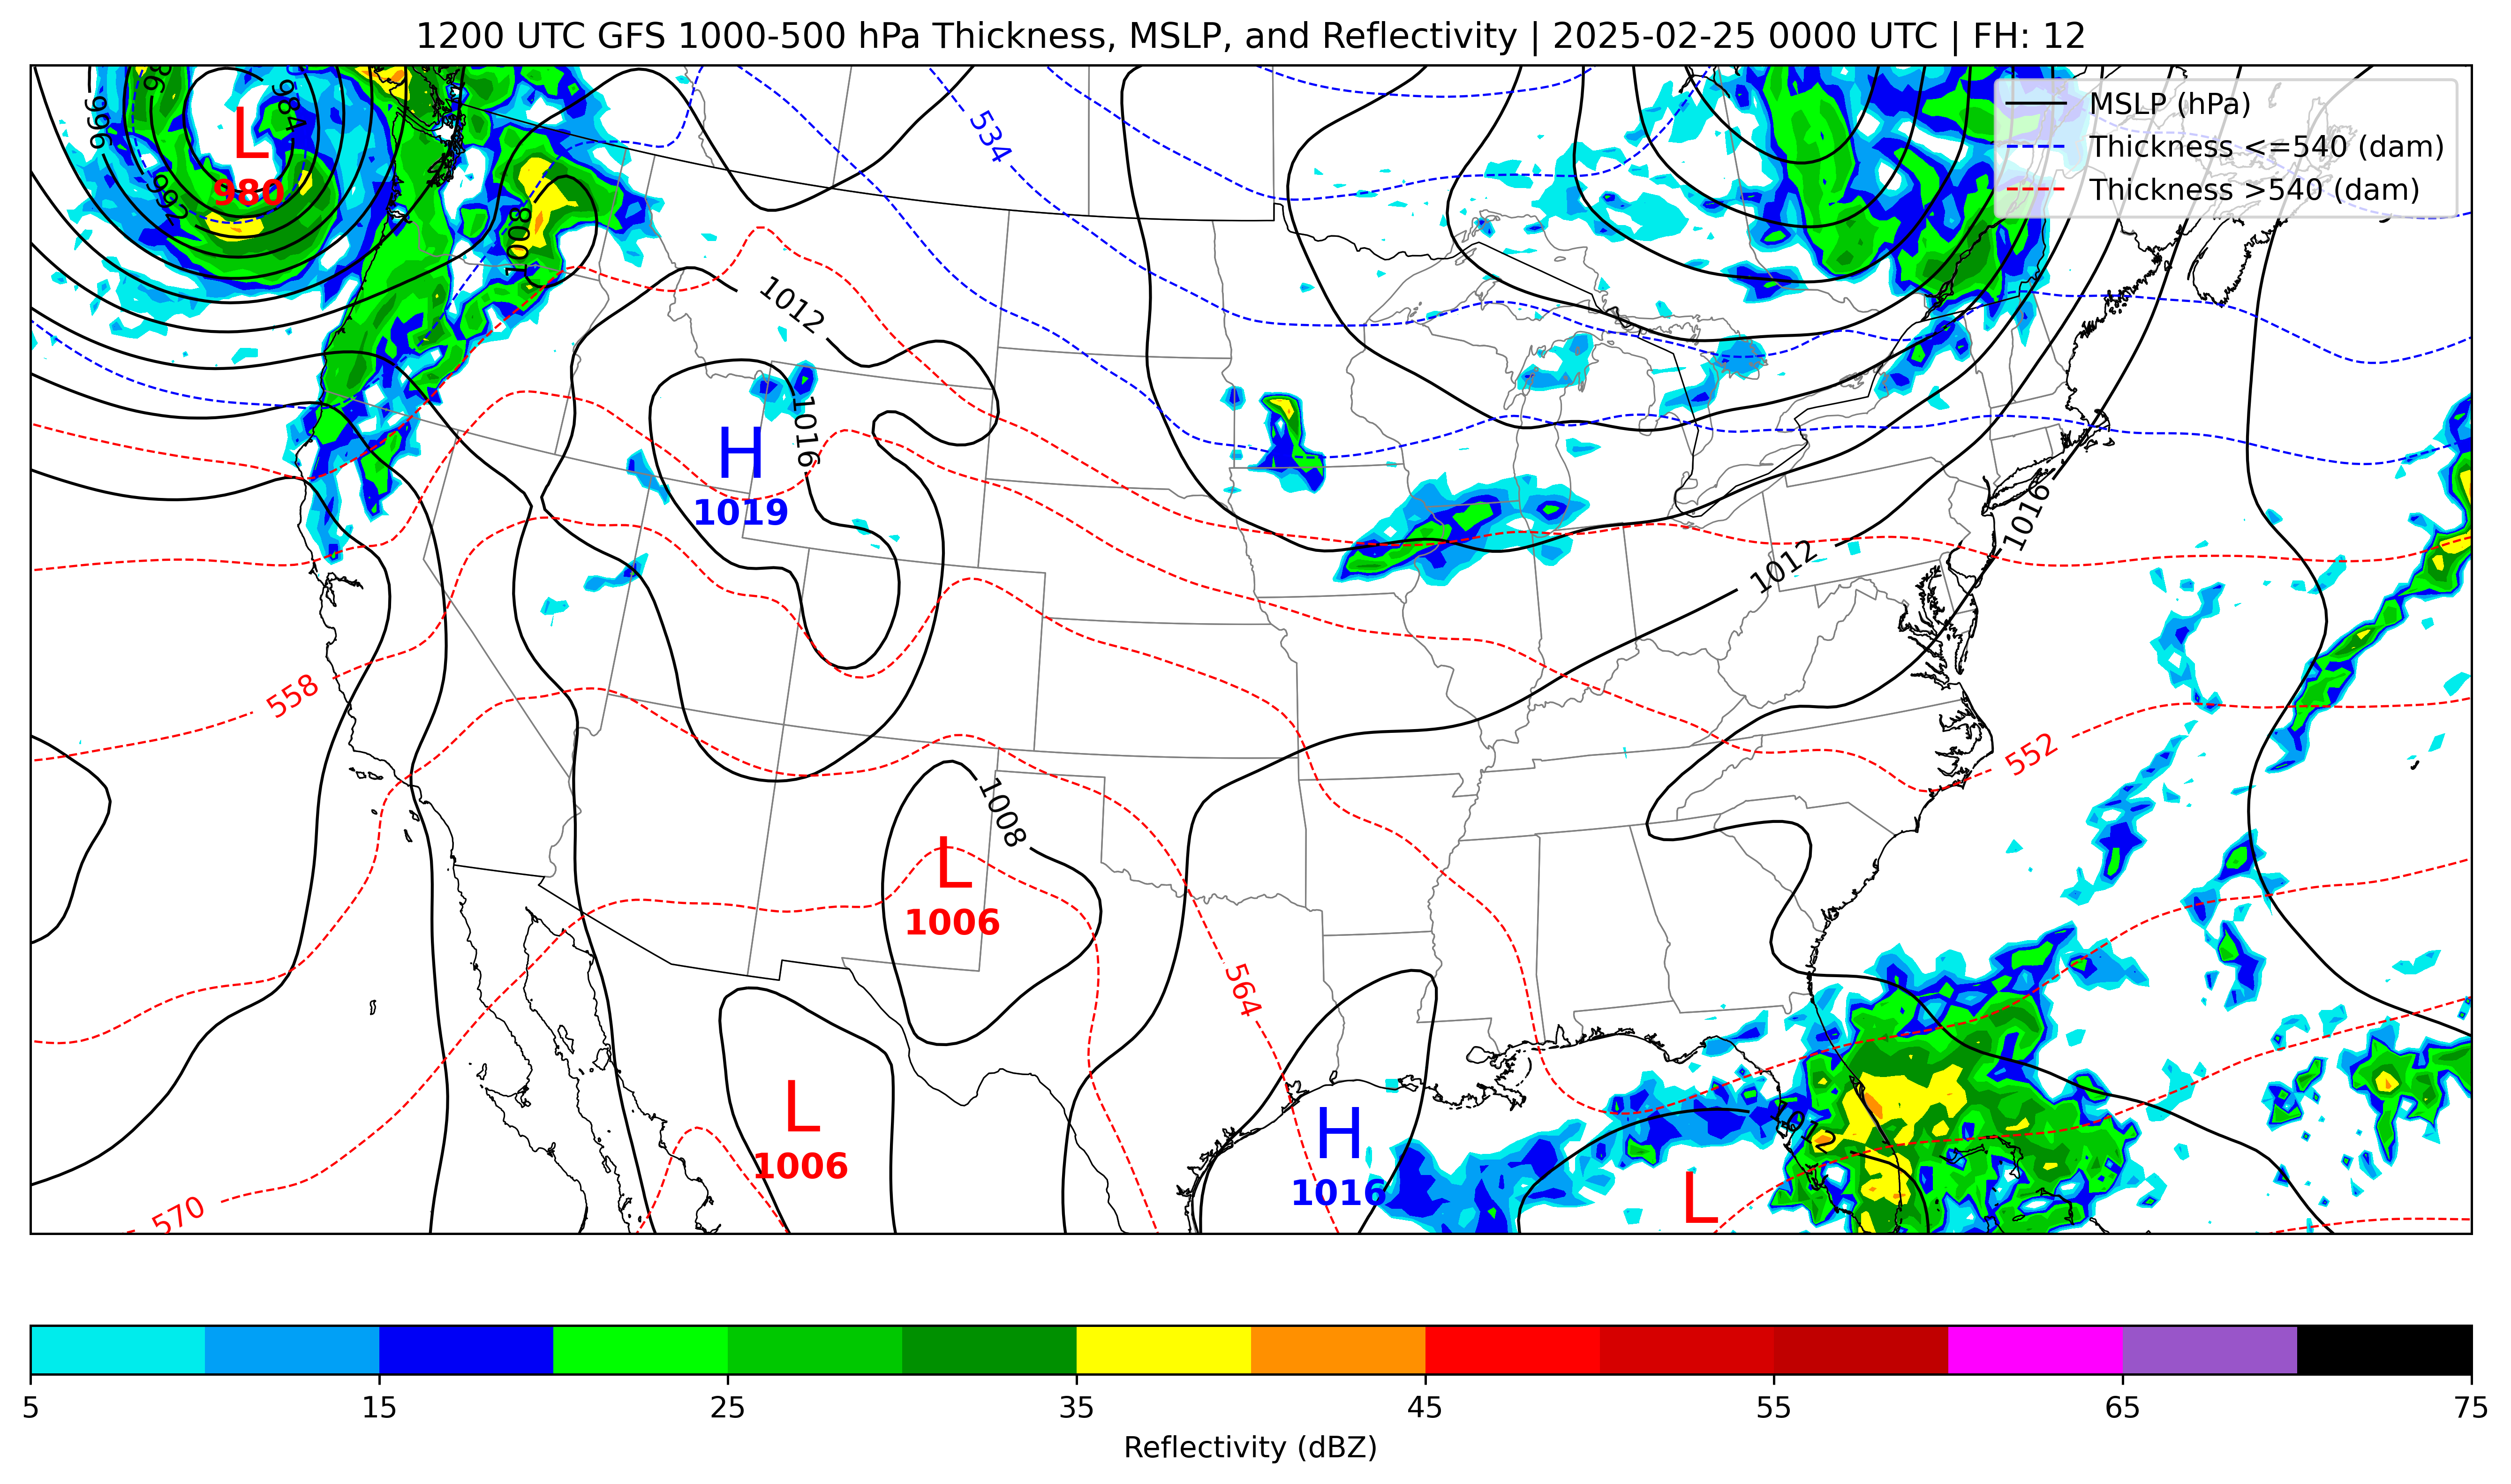 1200 UTC GFS 1000-500 hPa Thickness, MSLP, and Reflectivity | 2025-02-25 0000 UTC | FH: 12
MSLP (hPa)
Thickness <=540 (dam)
Thickness >540 (dam)
996
984
992
L
980
534
1008
1012
1016
H
1019
1016
1012
558
552
1008
L
1006
564
L
1006
H
1016
1012
L
570
5
15
25
35
45
55
65
75
Reflectivity (dBZ)